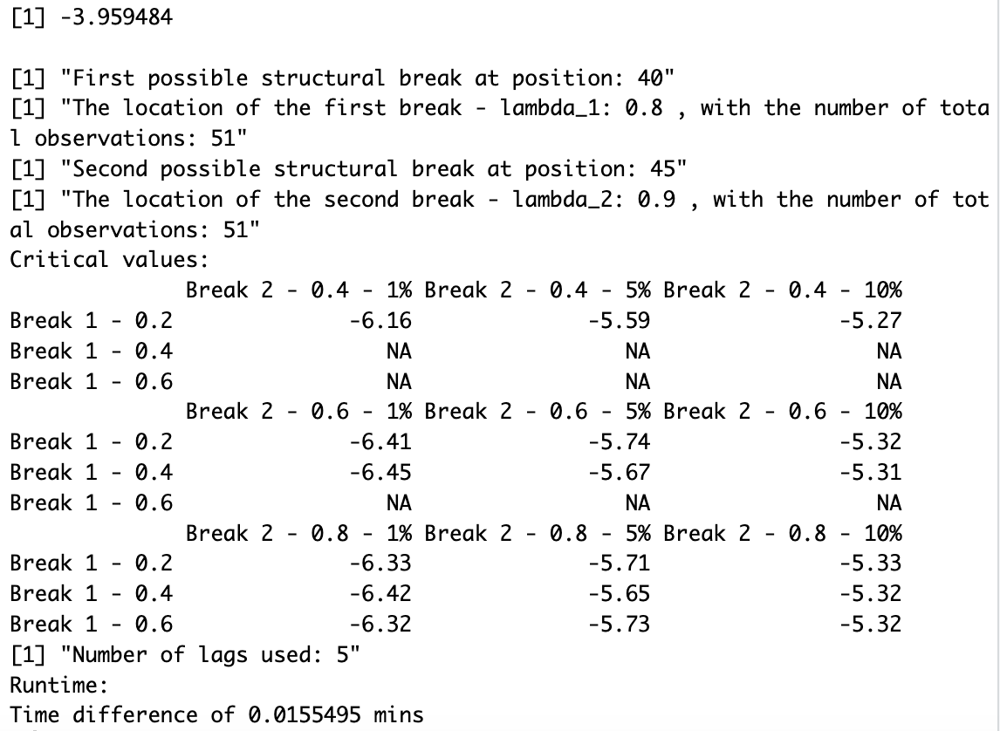 [1] -3.959484
[1] "First possible structural break at position: 40"
[1] "The location of the first break - lambda_1: 0.8 , with the number of tota
l observations: 51"
[1] "Second possible structural break at position: 45"
[1] "The location of the second break - lambda_2: 0.9 , with the number of tot
al observations: 51"
Critical values:
Break 2 - 0.4 - 1% Break 2 - 0.4 - 5% Break 2 - 0.4 - 10%
Break 1 - 0.2 -6.16 -5.59 -5.27
Break 1 - 0.4 NA NA NA
Break 1 - 0.6 NA NA NA
Break 2 - 0.6 - 1% Break 2 - 0.6 - 5% Break 2 - 0.6 - 10%
Break 1 - 0.2 -6.41 -5.74 -5.32
Break 1 - 0.4 -6.45 -5.67 -5.31
Break 1 - 0.6 NA NA NA
Break 2 - 0.8 - 1% Break 2 - 0.8 - 5% Break 2 - 0.8 - 10%
Break 1 - 0.2 -6.33 -5.71 -5.33
Break 1 - 0.4 -6.42 -5.65 -5.32
Break 1 - 0.6 -6.32 -5.73 -5.32
[1] "Number of lags used: 5"
Runtime:
Time difference of 0.0155495 mins